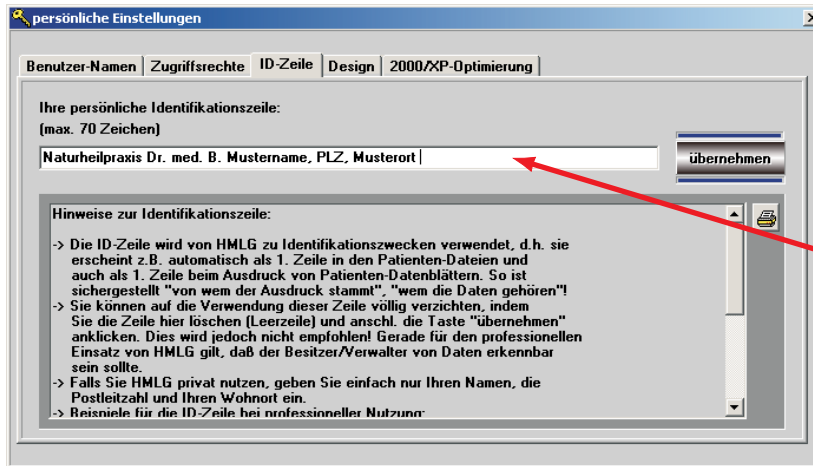 persönliche Einstellungen
Benutzer-Namen Zugriffsrechte ID-Zeile Design 2000/XP-Optimierung
Ihre persönliche Identifikationszeile:
(max. 70 Zeichen)
Naturheilpraxis Dr. med. B. Mustername, PLZ, Musterort
übernehmen
Hinweise zur Identifikationszeile:
-> Die ID-Zeile wird von HMLG zu Identifikationszwecken verwendet, d.h. sie
erscheint z.B. automatisch als 1. Zeile in den Patienten-Dateien und
auch als 1. Zeile beim Ausdruck von Patienten-Datenblättern. So ist
sichergestellt "von wem der Ausdruck stammt", "wem die Daten gehören"!
-> Sie können auf die Verwendung dieser Zeile völlig verzichten, indem
Sie die Zeile hier löschen (Leerzeile) und anschl. die Taste "übernehmen"
anklicken. Dies wird jedoch nicht empfohlen! Gerade für den professionellen
Einsatz von HMLG gilt, daß der Besitzer/Verwalter von Daten erkennbar
sein sollte.
-> Falls Sie HMLG privat nutzen, geben Sie einfach nur Ihren Namen, die
Postleitzahl und Ihren Wohnort ein.
-> Beispiele für die ID-Zeile bei professioneller Nutzung: